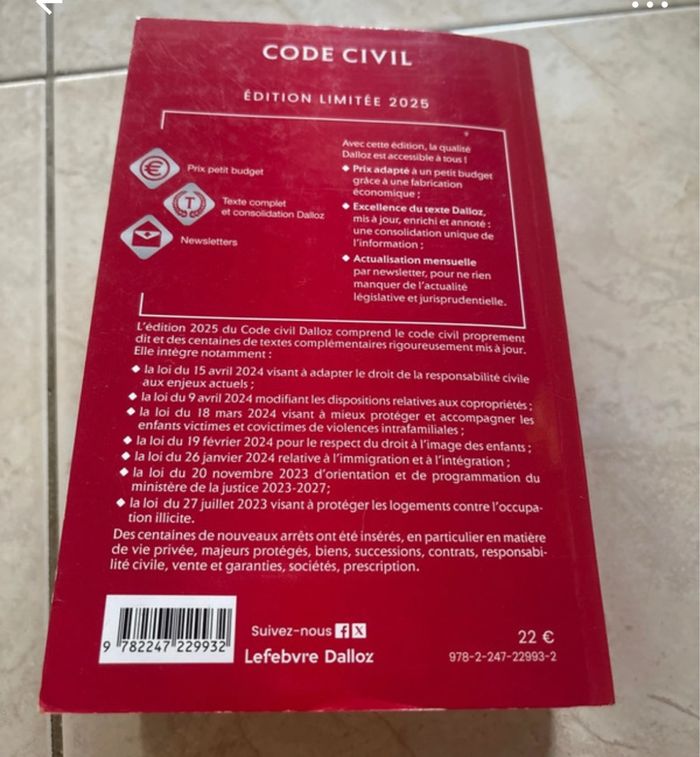 CODE CIVIL
ÉDITION LIMITÉE 2025
Prix petit budget
Texte complet
et consolidation Dalloz
Newsletters
Avec cette édition, la qualité
Dalloz est accessible à tous !
◆ Prix adapté à un petit budget
grâce à une fabrication
économique ;
◆ Excellence du texte Dalloz,
mis à jour, enrichi et annoté :
une consolidation unique de
l'information ;
◆ Actualisation mensuelle
par newsletter, pour ne rien
manquer de l'actualité
législative et jurisprudentielle.
L'édition 2025 du Code civil Dalloz comprend le code civil proprement
dit et des centaines de textes complémentaires rigoureusement mis à jour.
Elle intègre notamment :
◆ la loi du 15 avril 2024 visant à adapter le droit de la responsabilité civile
aux enjeux actuels ;
◆ la loi du 9 avril 2024 modifiant les dispositions relatives aux copropriétés ;
◆ la loi du 18 mars 2024 visant à mieux protéger et accompagner les
enfants victimes et covictimes de violences intrafamiliales ;
◆ la loi du 19 février 2024 pour le respect du droit à l'image des enfants ;
◆ la loi du 26 janvier 2024 relative à l'immigration et à l'intégration ;
◆ la loi du 20 novembre 2023 d'orientation et de programmation du
ministère de la justice 2023-2027;
◆ la loi du 27 juillet 2023 visant à protéger les logements contre l'occupa-
tion illicite.
Des centaines de nouveaux arrêts ont été insérés, en particulier en matière
de vie privée, majeurs protégés, biens, successions, contrats, responsabi-
lité civile, vente et garanties, sociétés, prescription.
9 782247 229932
Suivez-nous
Lefebvre Dalloz
22 €
978-2-247-22993-2